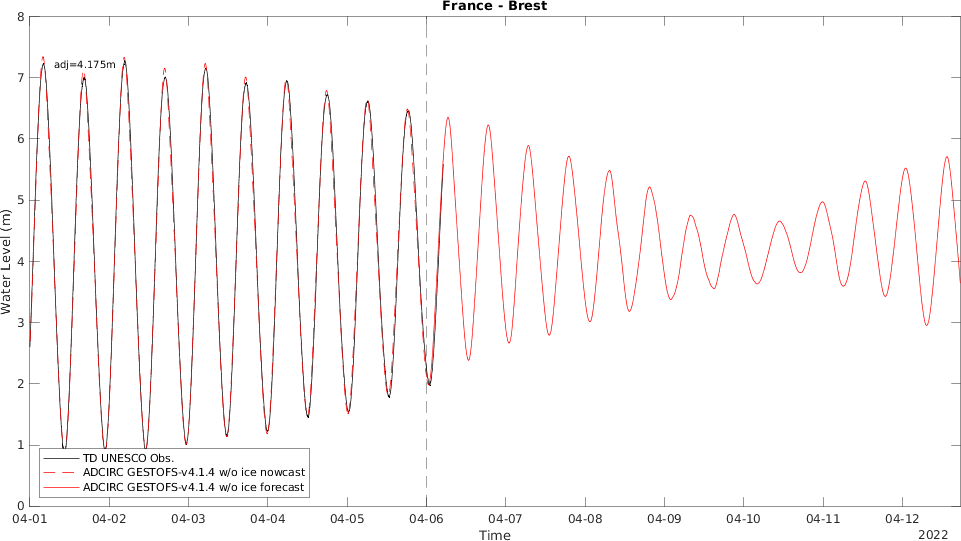 France - Brest
8
7
6
5
4
3
2
1
0
Water Level (m)
adj=4.175m
TD UNESCO Obs.
ADCIRC GESTOFS-v4.1.4 w/o ice nowcast
ADCIRC GESTOFS-v4.1.4 w/o ice forecast
04-01 04-02 04-03 04-04 04-05 04-06 04-07 04-08 04-09 04-10 04-11 04-12
Time
2022